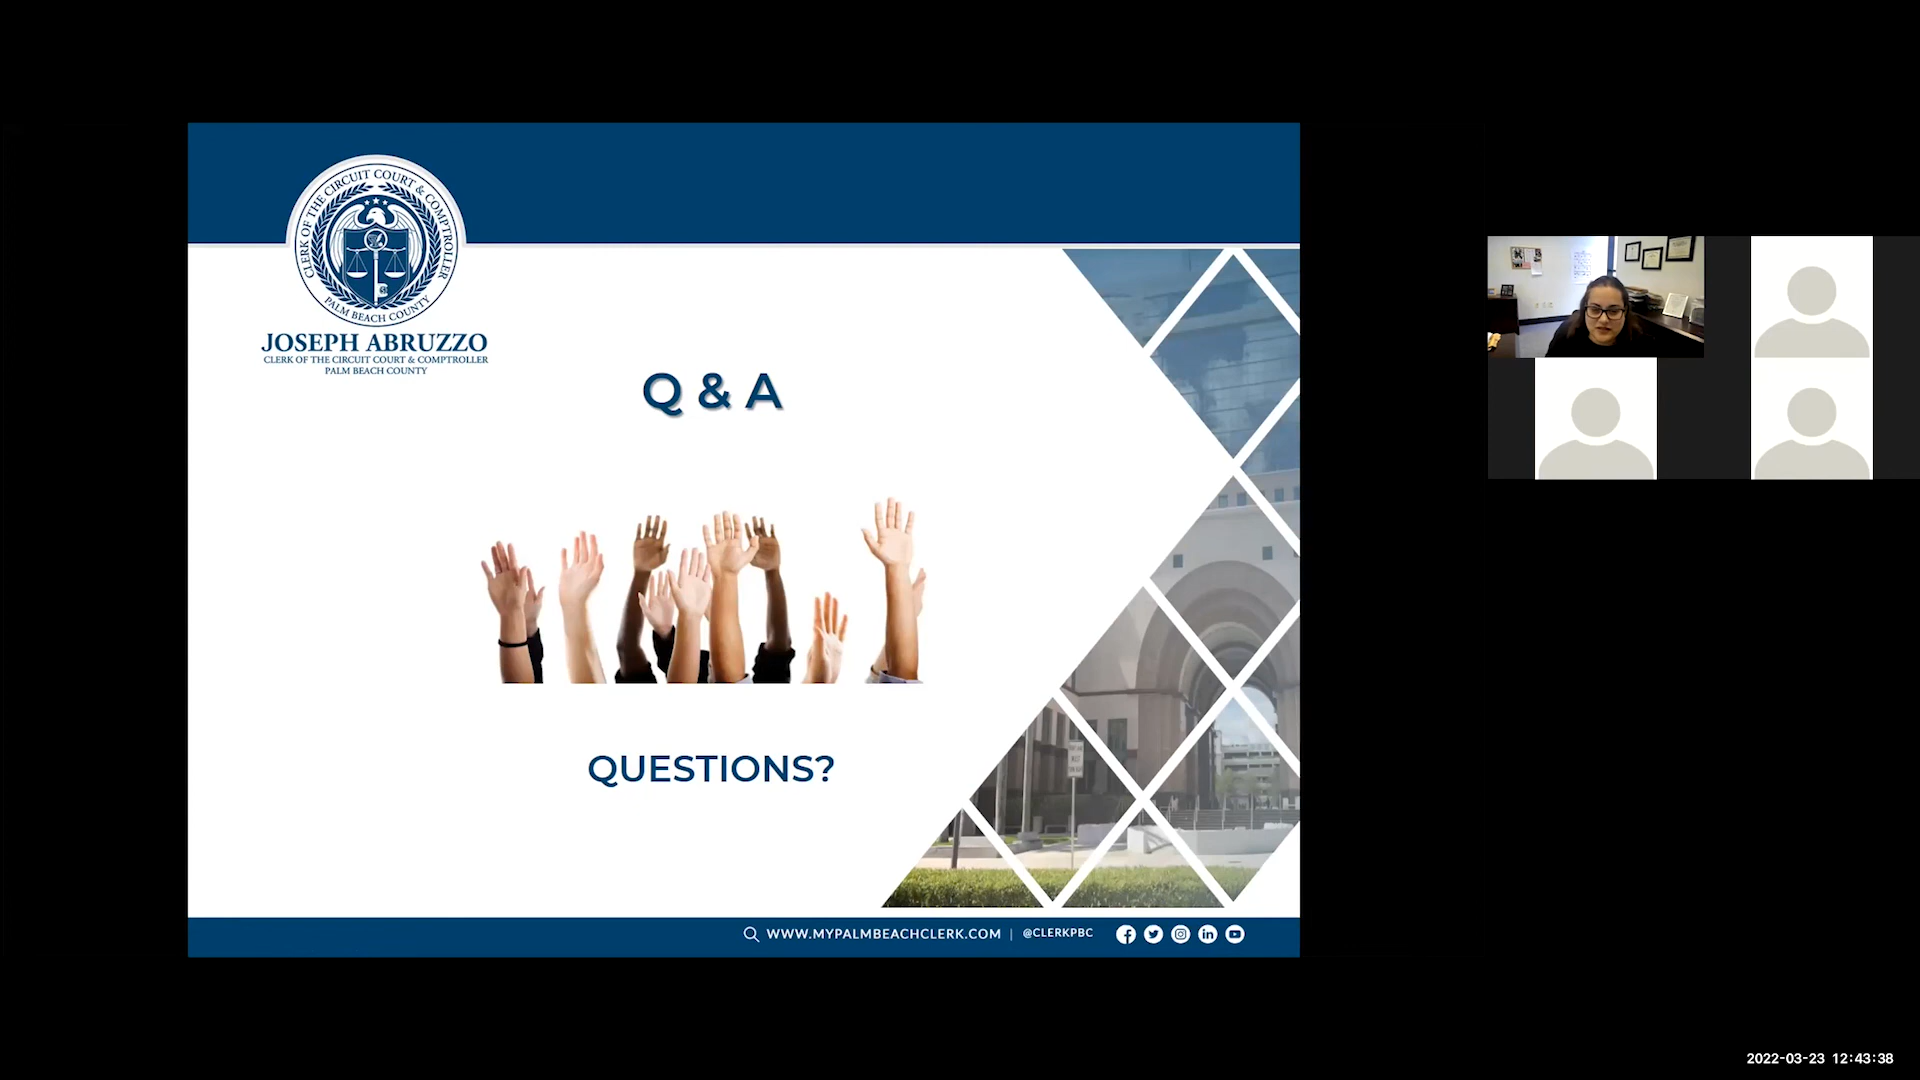 CLERK OF THE CIRCUIT COURT & COMPTROLLER
PALM BEACH COUNTY
JOSEPH ABRUZZO
CLERK OF THE CIRCUIT COURT & COMPTROLLER
PALM BEACH COUNTY
Q & A
QUESTIONS?
WWW.MYPALMBEACHCLERK.COM | @CLERKPBC
2022-03-23 12:43:38